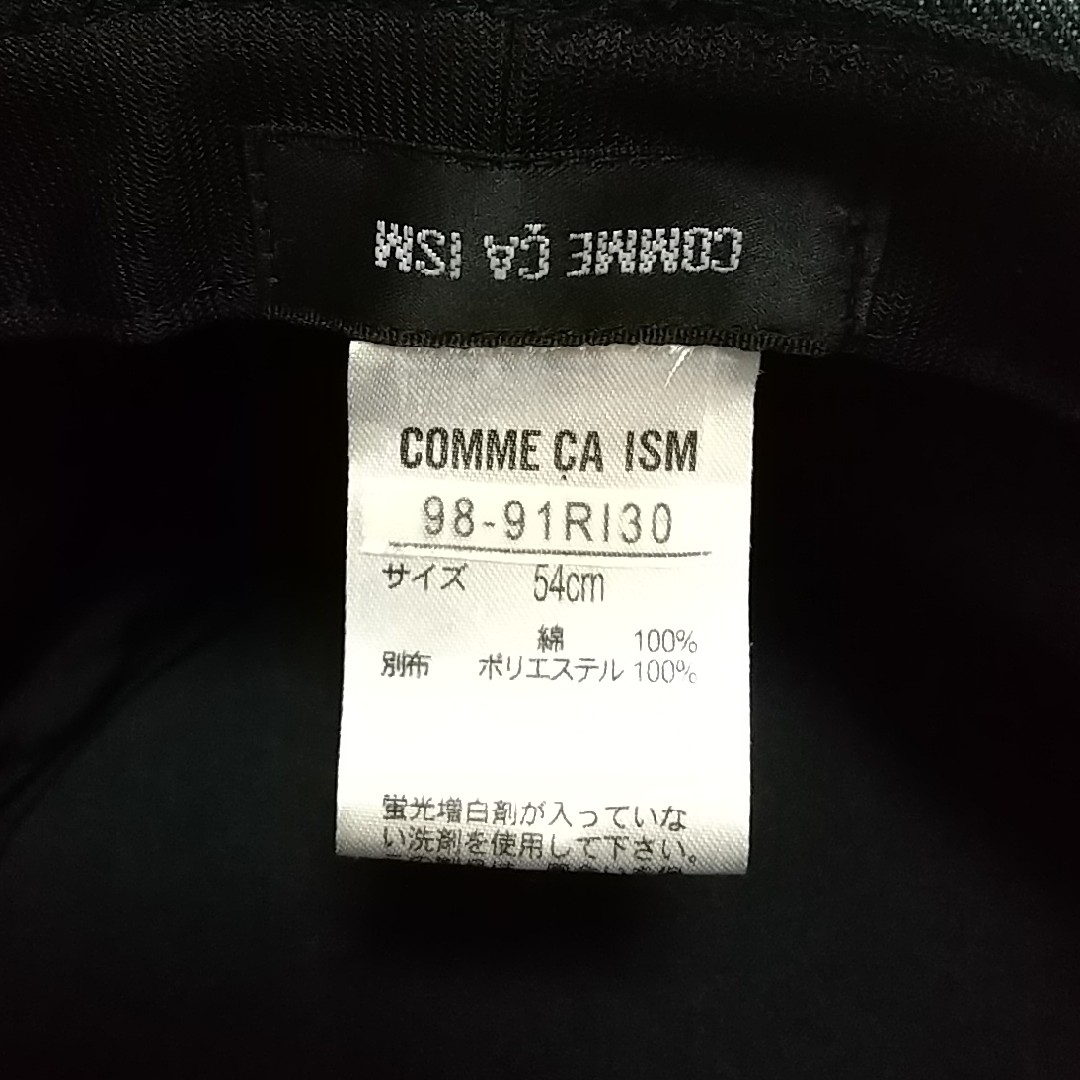 COMME ÇA ISM
COMME ÇA ISM
98-91RI30
サイズ 54cm
綿 100%
別布 ポリエステル 100%
蛍光増白剤が入っていな
い洗剤を使用して下さい。